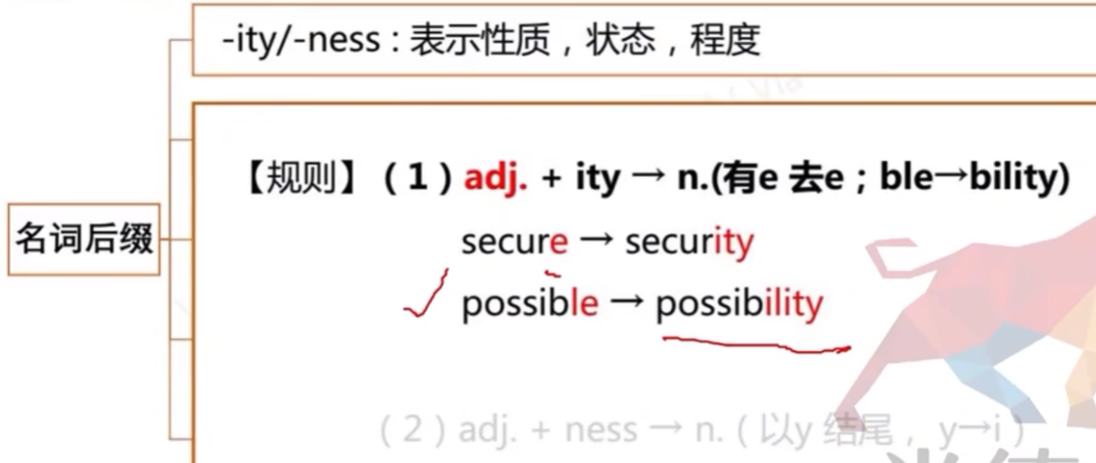 -ity/-ness : 表示性质，状态，程度
【规则】（1）adj. + ity → n.(有e 去e；ble→bility)
secure → security
名词后缀
possible → possibility
（2）adj. + ness → n.（以y 结尾，y→i）